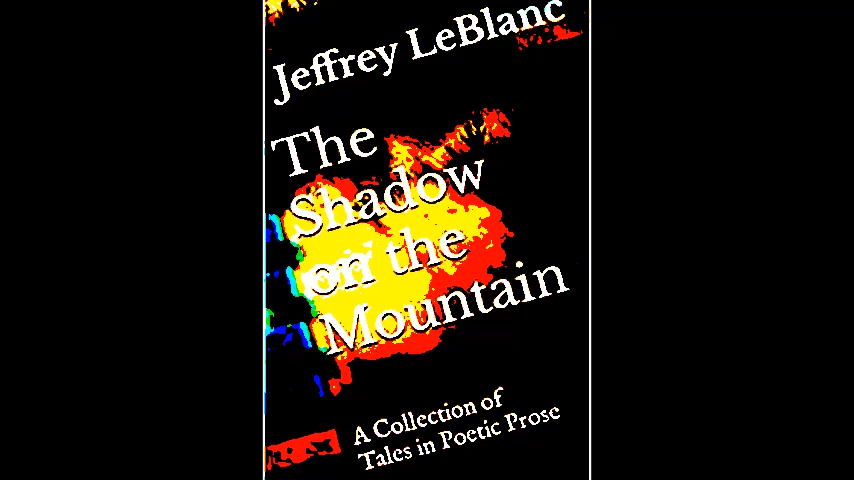 Jeffrey LeBlanc
The
Shadow
on the
Mountain
A Collection of
Tales in Poetic Prose